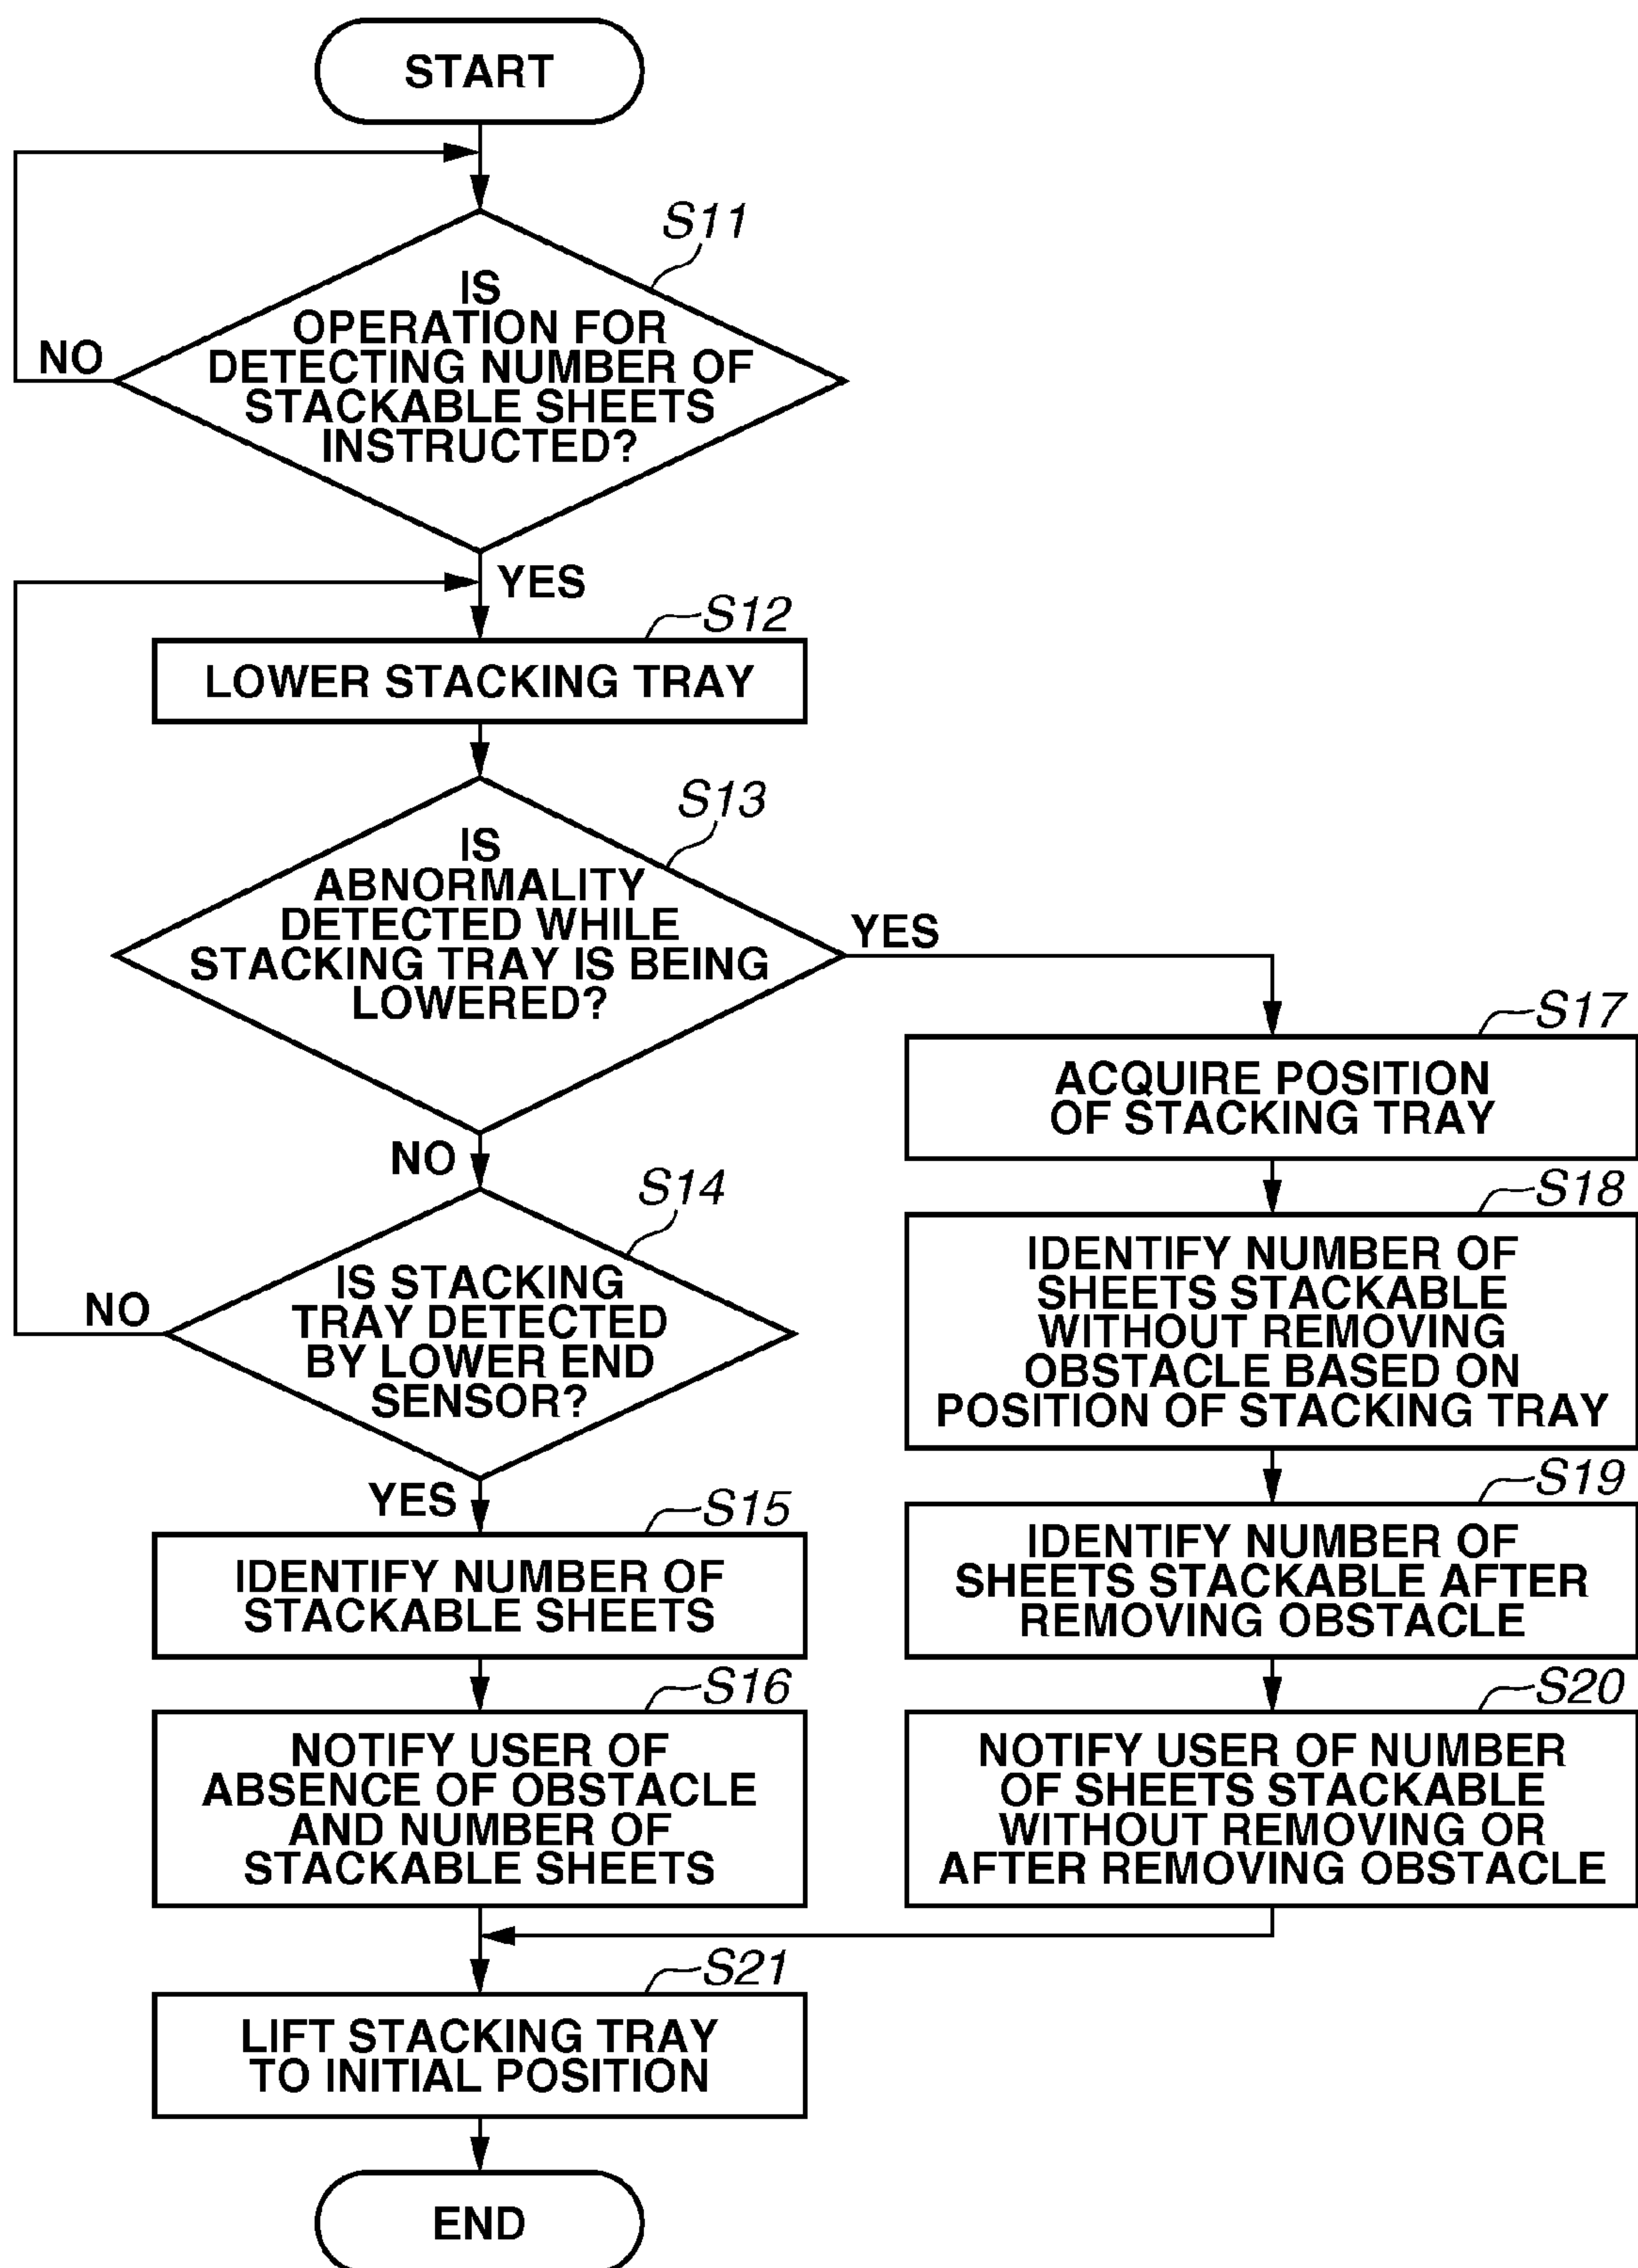 START
S11
IS
OPERATION FOR
DETECTING NUMBER OF
STACKABLE SHEETS
INSTRUCTED?
NO
YES
S12
LOWER STACKING TRAY
S13
IS
ABNORMALITY
DETECTED WHILE
STACKING TRAY IS BEING
LOWERED?
YES
NO
S14
IS STACKING
TRAY DETECTED
BY LOWER END
SENSOR?
NO
YES
S15
IDENTIFY NUMBER OF
STACKABLE SHEETS
S16
NOTIFY USER OF
ABSENCE OF OBSTACLE
AND NUMBER OF
STACKABLE SHEETS
S17
ACQUIRE POSITION
OF STACKING TRAY
S18
IDENTIFY NUMBER OF
SHEETS STACKABLE
WITHOUT REMOVING
OBSTACLE BASED ON
POSITION OF STACKING TRAY
S19
IDENTIFY NUMBER OF
SHEETS STACKABLE AFTER
REMOVING OBSTACLE
S20
NOTIFY USER OF NUMBER
OF SHEETS STACKABLE
WITHOUT REMOVING OR
AFTER REMOVING OBSTACLE
S21
LIFT STACKING TRAY
TO INITIAL POSITION
END